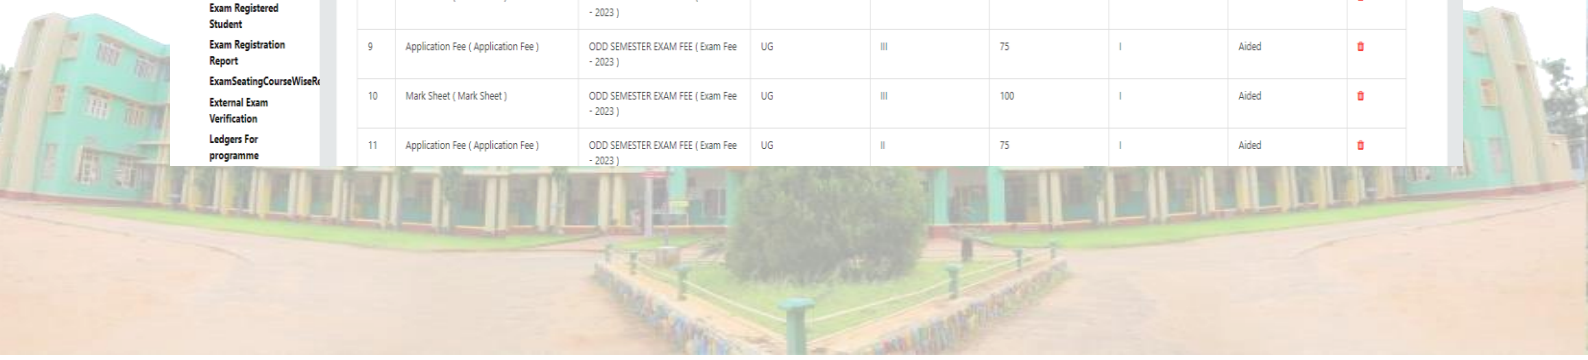 Exam Registered
Student
Exam Registration
Report
ExamSeatingCourseWiseRe
External Exam
Verification
Ledgers For
programme
- 2023 )
9 Application Fee ( Application Fee ) ODD SEMESTER EXAM FEE ( Exam Fee UG III 75 I Aided
- 2023 )
10 Mark Sheet ( Mark Sheet ) ODD SEMESTER EXAM FEE ( Exam Fee UG III 100 I Aided
- 2023 )
11 Application Fee ( Application Fee ) ODD SEMESTER EXAM FEE ( Exam Fee UG II 75 I Aided
- 2023 )